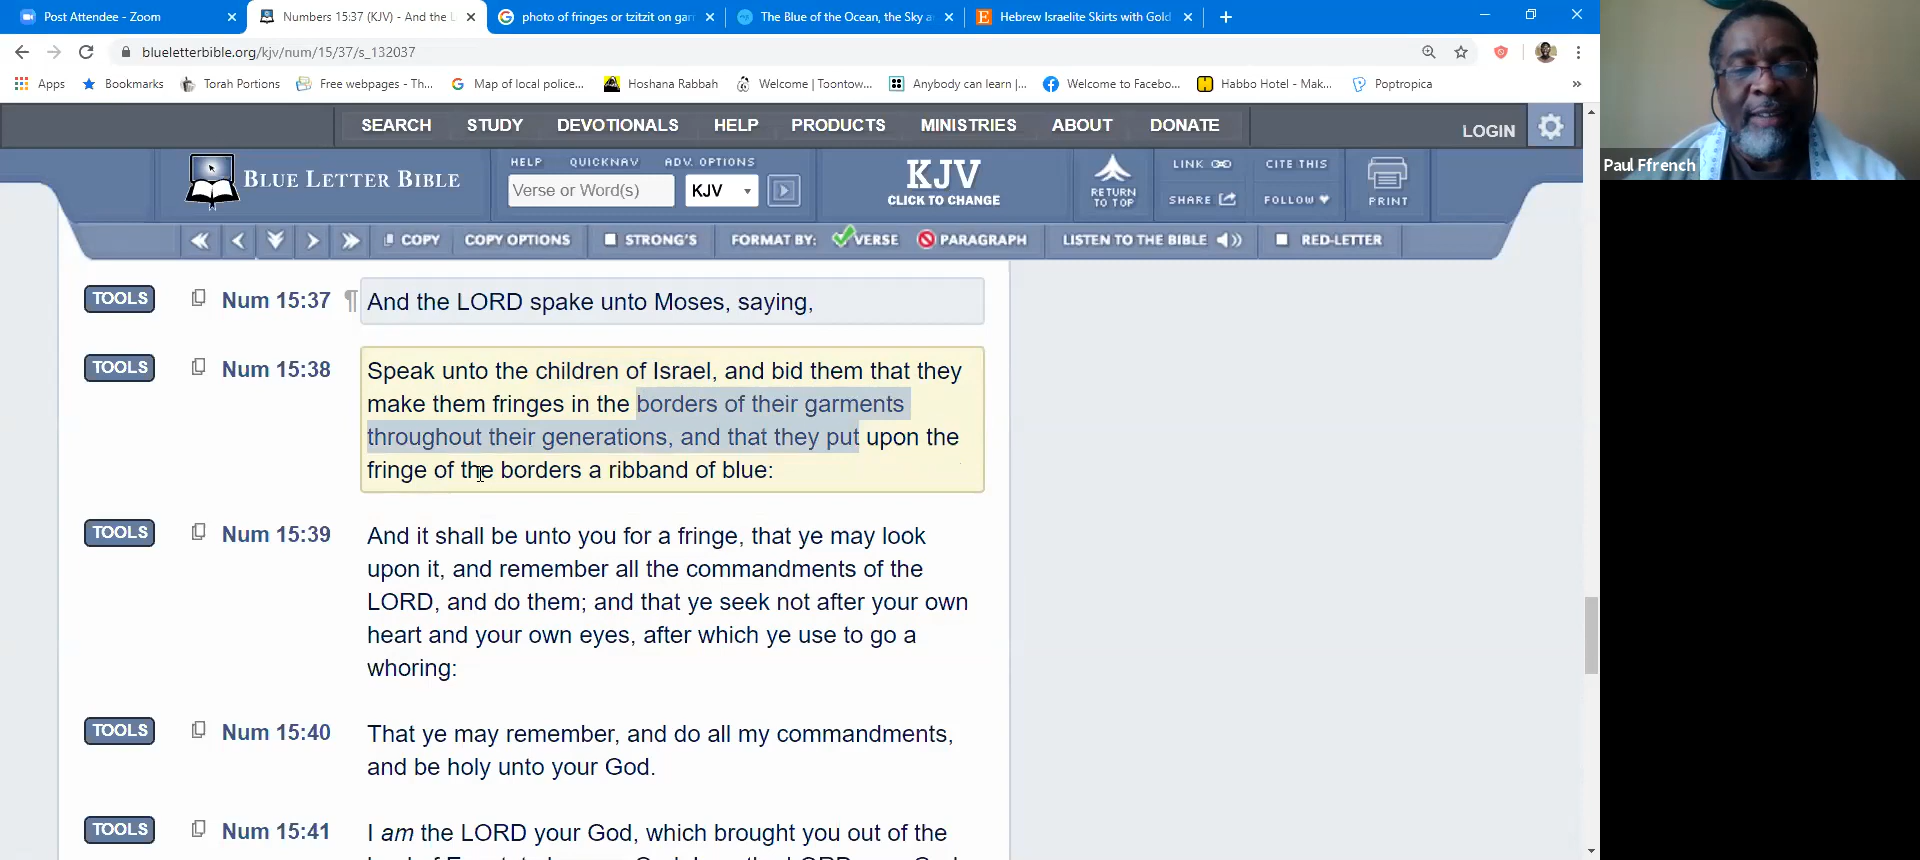 Post Attendee - Zoom
Numbers 15:37 (KJV) - And the L
photo of fringes or tzitzit on gar
The Blue of the Ocean, the Sky a
Hebrew Israelite Skirts with Gold
blueletterbible.org/kjv/num/15/37/s_132037
Apps
Bookmarks
Torah Portions
Free webpages - Th...
Map of local police...
Hoshana Rabbah
Welcome | Toontow...
Anybody can learn |...
Welcome to Facebo...
Habbo Hotel - Mak...
Poptropica
»
SEARCH STUDY DEVOTIONALS HELP PRODUCTS MINISTRIES ABOUT DONATE
LOGIN
Paul Ffrench
BLUE LETTER BIBLE
HELP QUICKNAV ADV. OPTIONS
Verse or Word(s)
KJV
KJV
CLICK TO CHANGE
RETURN
TO TOP
LINK
CITE THIS
SHARE
FOLLOW
PRINT
COPY COPY OPTIONS STRONG'S FORMAT BY: VERSE PARAGRAPH LISTEN TO THE BIBLE RED-LETTER
TOOLS Num 15:37 ¶ And the LORD spake unto Moses, saying,
TOOLS Num 15:38 Speak unto the children of Israel, and bid them that they
make them fringes in the borders of their garments
throughout their generations, and that they put upon the
fringe of the borders a ribband of blue:
TOOLS Num 15:39 And it shall be unto you for a fringe, that ye may look
upon it, and remember all the commandments of the
LORD, and do them; and that ye seek not after your own
heart and your own eyes, after which ye use to go a
whoring:
TOOLS Num 15:40 That ye may remember, and do all my commandments,
and be holy unto your God.
TOOLS Num 15:41 I am the LORD your God, which brought you out of the